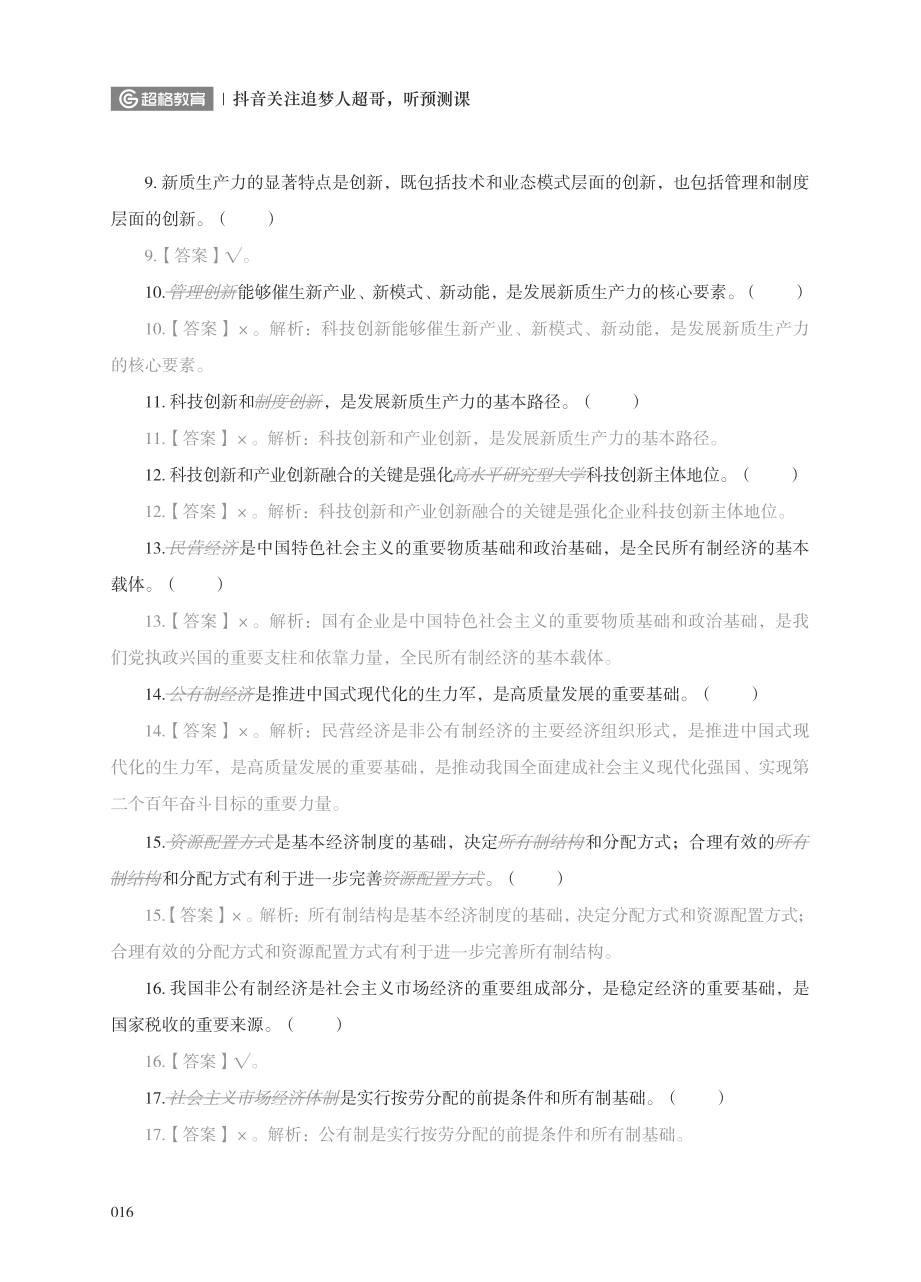 超格教育 | 抖音关注追梦人超哥，听预测课
9. 新质生产力的显著特点是创新，既包括技术和业态模式层面的创新，也包括管理和制度
层面的创新。（　　）
9.【答案】√。
10. 管理创新能够催生新产业、新模式、新动能，是发展新质生产力的核心要素。（　　）
10.【答案】×。解析：科技创新能够催生新产业、新模式、新动能，是发展新质生产力
的核心要素。
11. 科技创新和制度创新，是发展新质生产力的基本路径。（　　）
11.【答案】×。解析：科技创新和产业创新，是发展新质生产力的基本路径。
12. 科技创新和产业创新融合的关键是强化高水平研究型大学科技创新主体地位。（　　）
12.【答案】×。解析：科技创新和产业创新融合的关键是强化企业科技创新主体地位。
13. 民营经济是中国特色社会主义的重要物质基础和政治基础，是全民所有制经济的基本
载体。（　　）
13.【答案】×。解析：国有企业是中国特色社会主义的重要物质基础和政治基础，是我
们党执政兴国的重要支柱和依靠力量，全民所有制经济的基本载体。
14. 公有制经济是推进中国式现代化的生力军，是高质量发展的重要基础。（　　）
14.【答案】×。解析：民营经济是非公有制经济的主要经济组织形式，是推进中国式现
代化的生力军，是高质量发展的重要基础，是推动我国全面建成社会主义现代化强国、实现第
二个百年奋斗目标的重要力量。
15. 资源配置方式是基本经济制度的基础，决定所有制结构和分配方式；合理有效的所有
制结构和分配方式有利于进一步完善资源配置方式。（　　）
15.【答案】×。解析：所有制结构是基本经济制度的基础，决定分配方式和资源配置方式；
合理有效的分配方式和资源配置方式有利于进一步完善所有制结构。
16. 我国非公有制经济是社会主义市场经济的重要组成部分，是稳定经济的重要基础，是
国家税收的重要来源。（　　）
16.【答案】√。
17. 社会主义市场经济体制是实行按劳分配的前提条件和所有制基础。（　　）
17.【答案】×。解析：公有制是实行按劳分配的前提条件和所有制基础。
016